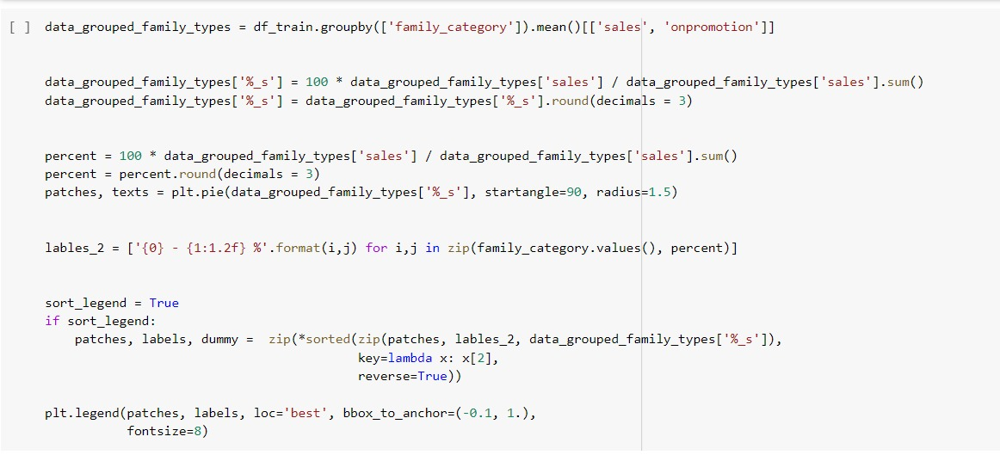 [ ] data_grouped_family_types = df_train.groupby(['family_category']).mean()[['sales', 'onpromotion']]
data_grouped_family_types['%_s'] = 100 * data_grouped_family_types['sales'] / data_grouped_family_types['sales'].sum()
data_grouped_family_types['%_s'] = data_grouped_family_types['%_s'].round(decimals = 3)
percent = 100 * data_grouped_family_types['sales'] / data_grouped_family_types['sales'].sum()
percent = percent.round(decimals = 3)
patches, texts = plt.pie(data_grouped_family_types['%_s'], startangle=90, radius=1.5)
lables_2 = ['{0} - {1:1.2f} %'.format(i,j) for i,j in zip(family_category.values(), percent)]
sort_legend = True
if sort_legend:
    patches, labels, dummy =  zip(*sorted(zip(patches, lables_2, data_grouped_family_types['%_s']),
                                          key=lambda x: x[2],
                                          reverse=True))
plt.legend(patches, labels, loc='best', bbox_to_anchor=(-0.1, 1.),
           fontsize=8)